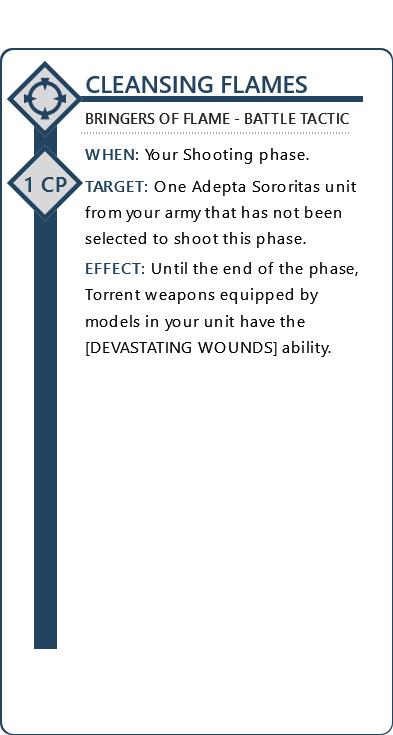 CLEANSING FLAMES
BRINGERS OF FLAME - BATTLE TACTIC
WHEN: Your Shooting phase.
1 CP
TARGET: One Adepta Sororitas unit
from your army that has not been
selected to shoot this phase.
EFFECT: Until the end of the phase,
Torrent weapons equipped by
models in your unit have the
[DEVASTATING WOUNDS] ability.